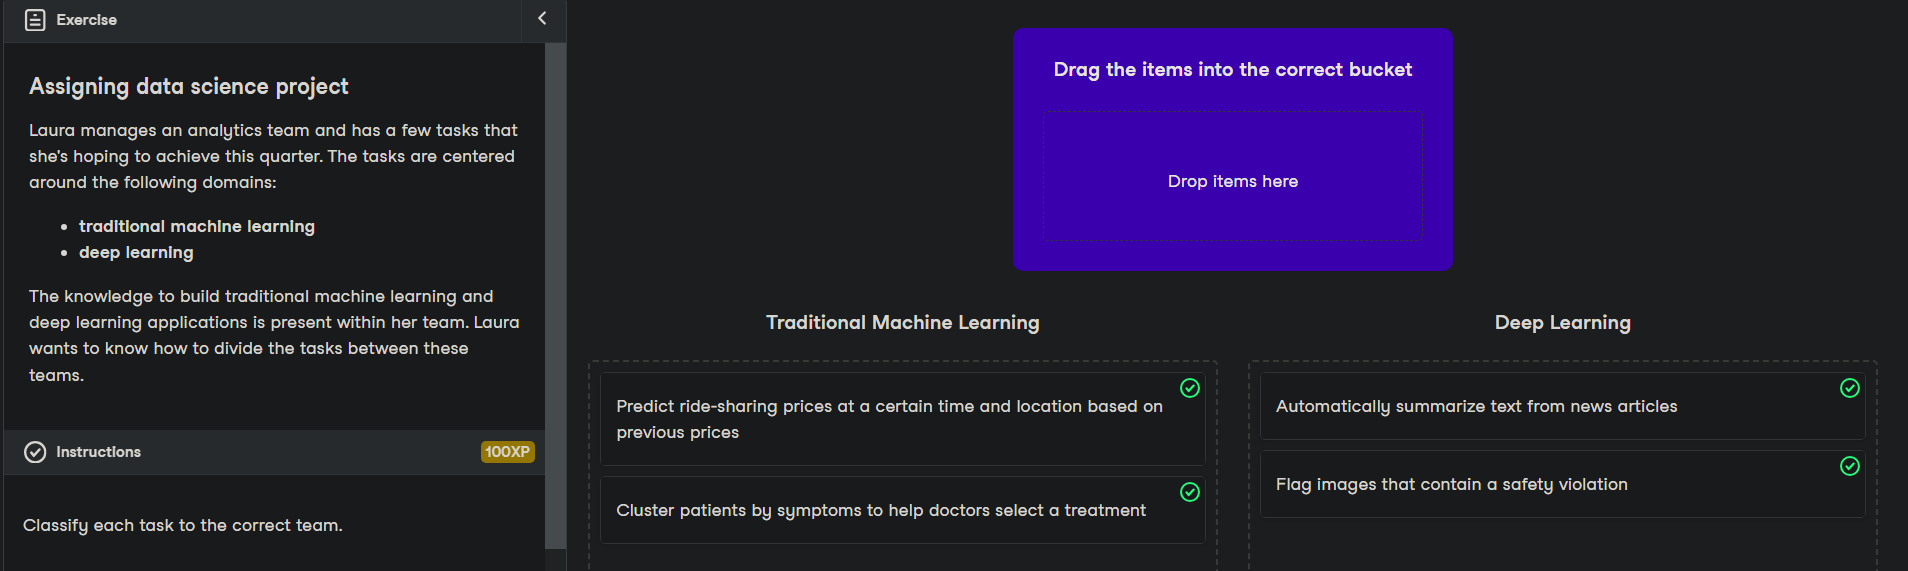 Exercise
Assigning data science project
Laura manages an analytics team and has a few tasks that
she's hoping to achieve this quarter. The tasks are centered
around the following domains:
• traditional machine learning
• deep learning
The knowledge to build traditional machine learning and
deep learning applications is present within her team. Laura
wants to know how to divide the tasks between these
teams.
Instructions
100XP
Classify each task to the correct team.
Drag the items into the correct bucket
Drop items here
Traditional Machine Learning
Predict ride-sharing prices at a certain time and location based on
previous prices
Cluster patients by symptoms to help doctors select a treatment
Deep Learning
Automatically summarize text from news articles
Flag images that contain a safety violation